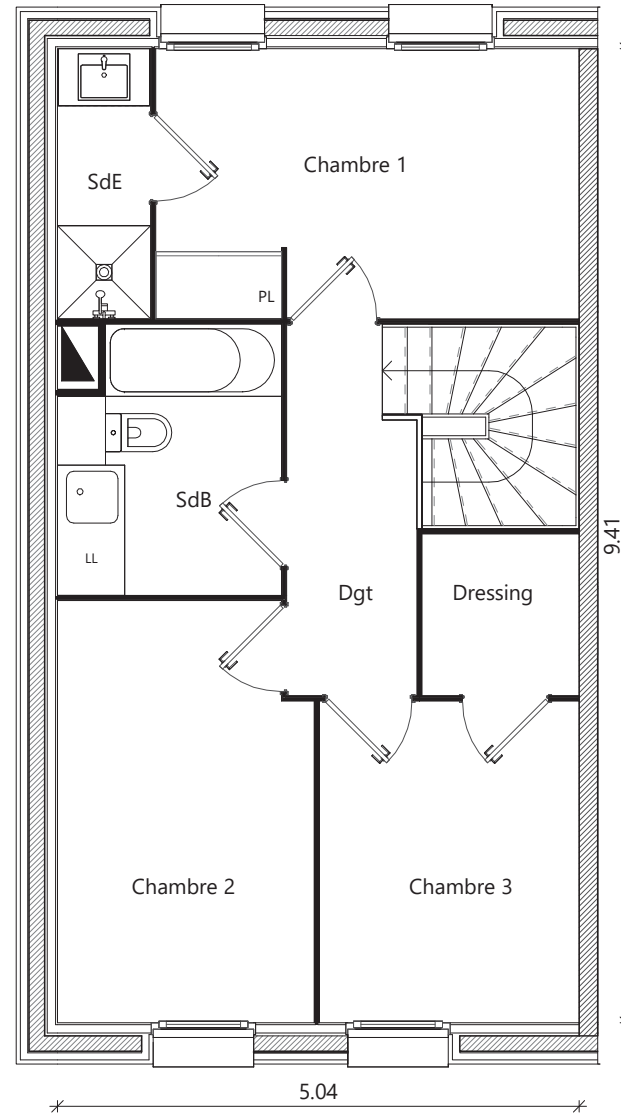 Chambre 1
SdE
PL
SdB
LL
9.41
Dgt
Dressing
Chambre 2
Chambre 3
5.04